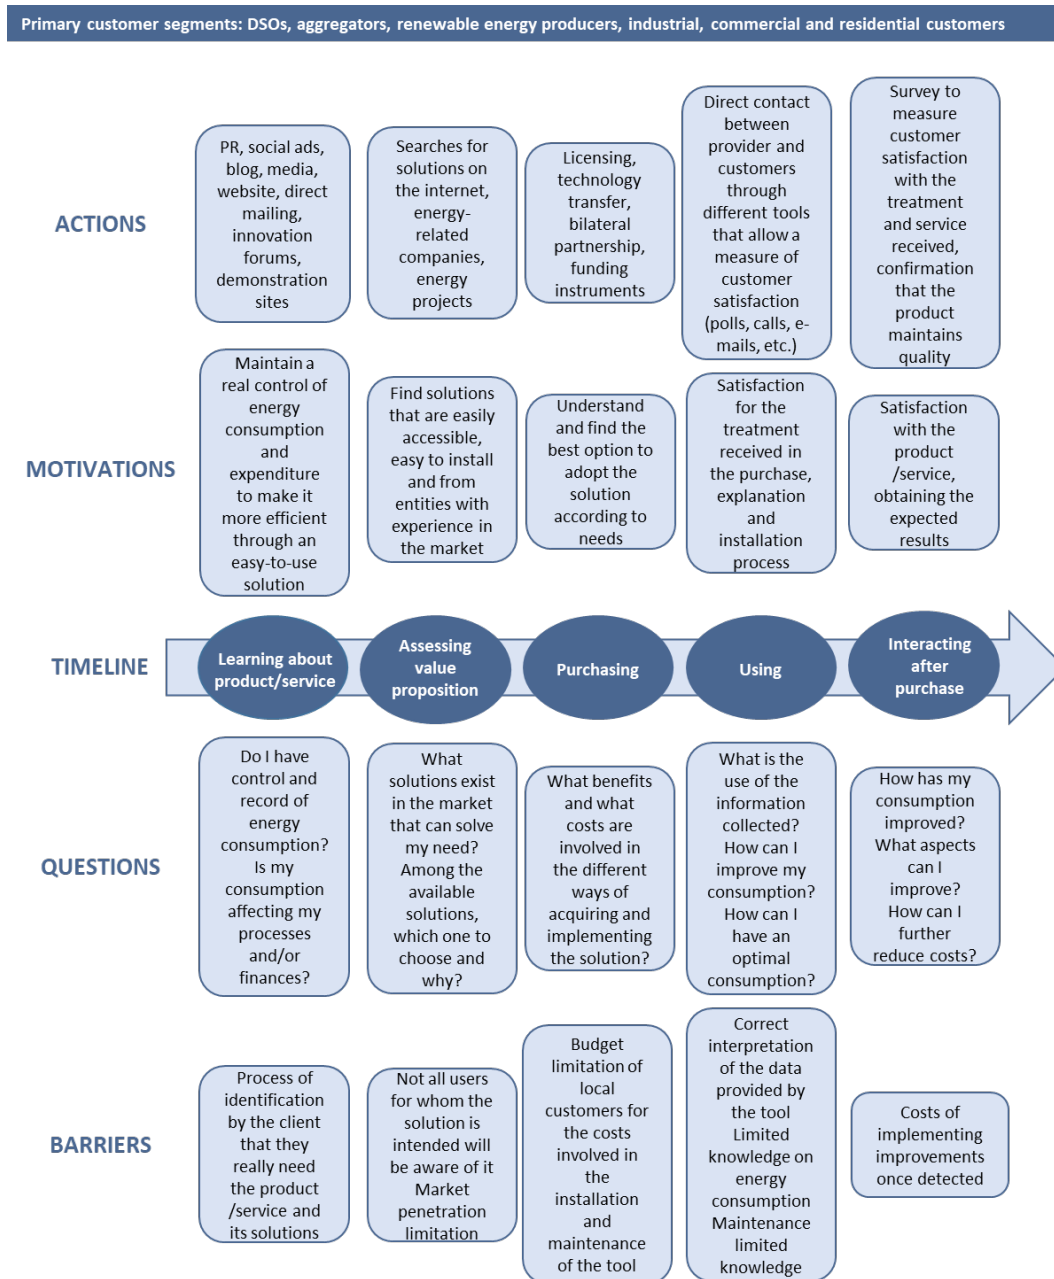 Primary customer segments: DSOs, aggregators, renewable energy producers, industrial, commercial and residential customers
ACTIONS
PR, social ads,
blog, media,
website, direct
mailing,
innovation
forums,
demonstration
sites
Searches for
solutions on
the internet,
energy-
related
companies,
energy
projects
Licensing,
technology
transfer,
bilateral
partnership,
funding
instruments
Direct contact
between
provider and
customers
through
different tools
that allow a
measure of
customer
satisfaction
(polls, calls, e-
mails, etc.)
Survey to
measure
customer
satisfaction
with the
treatment
and service
received,
confirmation
that the
product
maintains
quality
MOTIVATIONS
Maintain a
real control of
energy
consumption
and
expenditure
to make it
more efficient
through an
easy-to-use
solution
Find solutions
that are easily
accessible,
easy to install
and from
entities with
experience in
the market
Understand
and find the
best option to
adopt the
solution
according to
needs
Satisfaction
for the
treatment
received in
the purchase,
explanation
and
installation
process
Satisfaction
with the
product
/service,
obtaining the
expected
results
TIMELINE
Learning about
product/service
Assessing
value
proposition
Purchasing
Using
Interacting
after
purchase
QUESTIONS
Do I have
control and
record of
energy
consumption?
Is my
consumption
affecting my
processes
and/or
finances?
What
solutions exist
in the market
that can solve
my need?
Among the
available
solutions,
which one to
choose and
why?
What benefits
and what
costs are
involved in
the different
ways of
acquiring and
implementing
the solution?
What is the
use of the
information
collected?
How can I
improve my
consumption?
How can I
have an
optimal
consumption?
How has my
consumption
improved?
What aspects
can I
improve?
How can I
further
reduce costs?
BARRIERS
Process of
identification
by the client
that they
really need
the product
/service and
its solutions
Not all users
for whom the
solution is
intended will
be aware of it
Market
penetration
limitation
Budget
limitation of
local
customers for
the costs
involved in
the
installation
and
maintenance
of the tool
Correct
interpretation
of the data
provided by
the tool
Limited
knowledge on
energy
consumption
Maintenance
limited
knowledge
Costs of
implementing
improvements
once detected